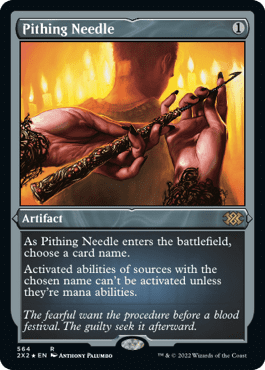 Pithing Needle 1
Artifact
As Pithing Needle enters the battlefield,
choose a card name.
Activated abilities of sources with the
chosen name can't be activated unless
they're mana abilities.
The fearful want the procedure before a blood
festival. The guilty seek it afterward.
564 R
2X2 ★ EN Anthony Palumbo ™ & © 2022 Wizards of the Coast